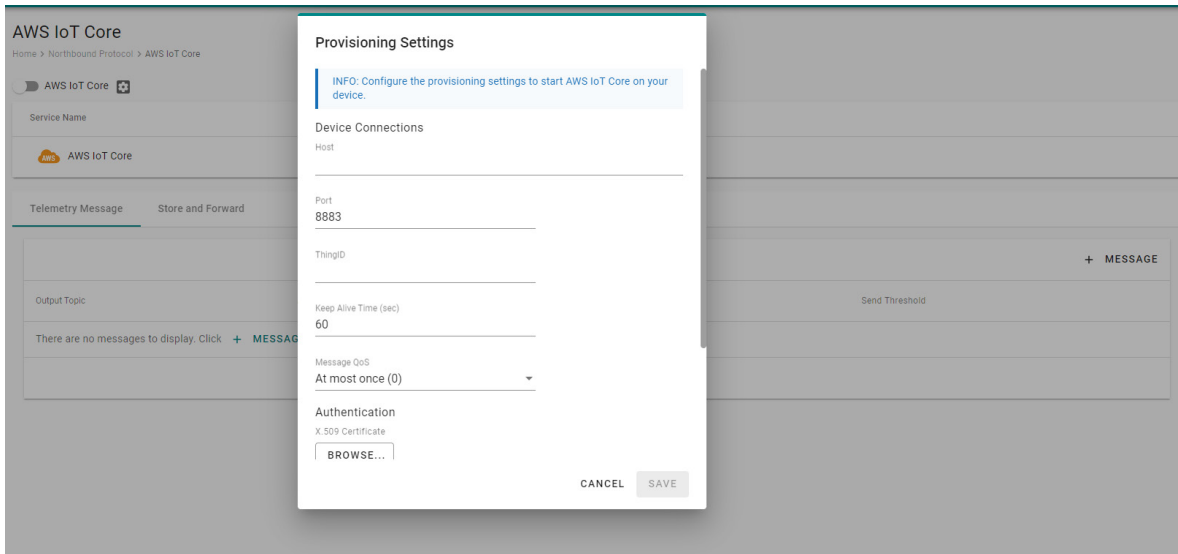 AWS IoT Core
Home > Northbound Protocol > AWS IoT Core
AWS IoT Core
Service Name
AWS
AWS IoT Core
Telemetry Message
Store and Forward
+ MESSAGE
Output Topic
Send Threshold
There are no messages to display. Click + MESSAG
Provisioning Settings
INFO: Configure the provisioning settings to start AWS IoT Core on your
device.
Device Connections
Host
Port
8883
ThingID
Keep Alive Time (sec)
60
Message QoS
At most once (0)
Authentication
X.509 Certificate
BROWSE...
CANCEL
SAVE